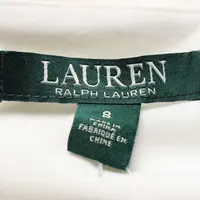 LAUREN
RALPH LAUREN
8
MADE IN
CHINA
FABRIQUÉ EN
CHINE